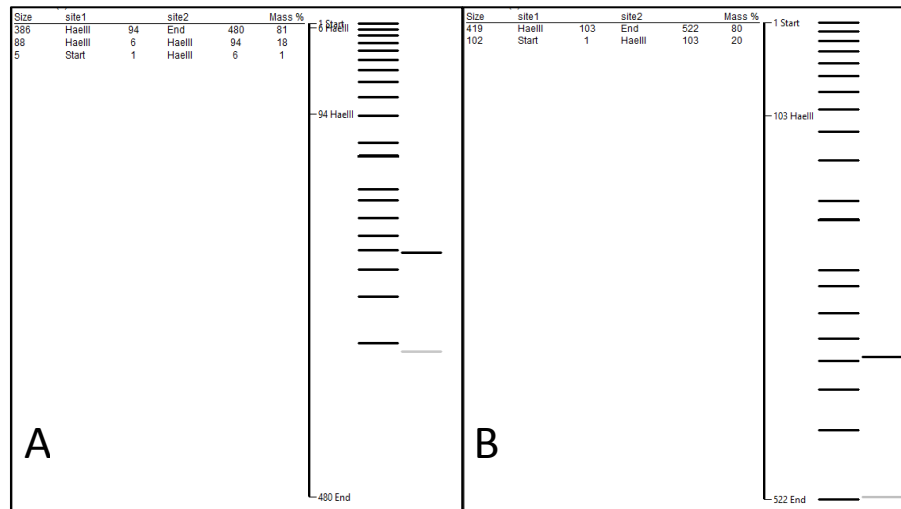 Size site1 site2 Mass %
386 HaeIII 94 End 480 81
88 HaeIII 6 HaeIII 94 18
5 Start 1 HaeIII 6 1
1 Start
6 HaeIII
94 HaeIII
480 End
A
Size site1 site2 Mass %
419 HaeIII 103 End 522 80
102 Start 1 HaeIII 103 20
1 Start
103 HaeIII
522 End
B